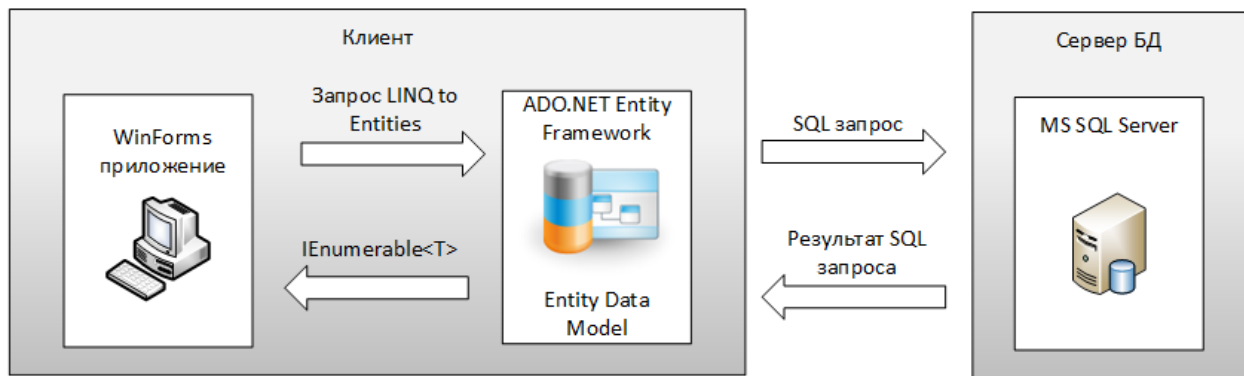 Клиент
WinForms
приложение
Запрос LINQ to
Entities
IEnumerable<T>
ADO.NET Entity
Framework
Entity Data
Model
SQL запрос
Результат SQL
запроса
Сервер БД
MS SQL Server